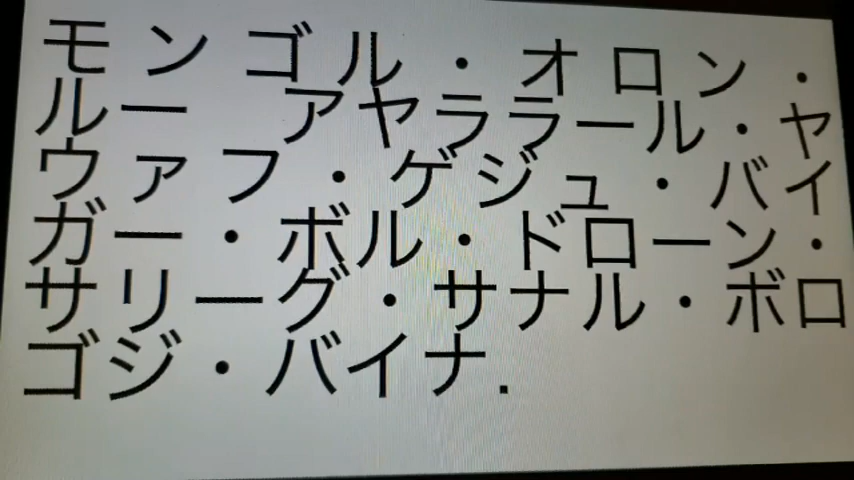 モンゴル・オロン・
ルー　アヤララール・ヤ
ウァフ・ゲジュ・バイ
ガー・ボル・ドローン・
サリーグ・サナル・ボロ
ゴジ・バイナ.